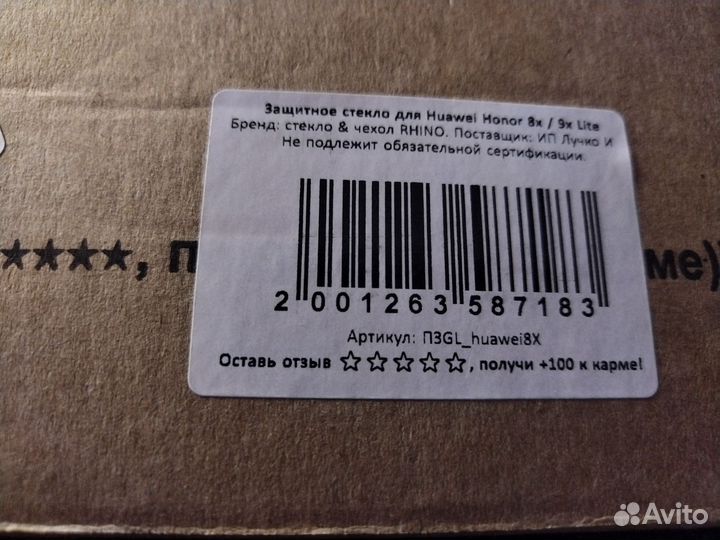 Защитное стекло для Huawei Honor 8x / 9x Lite
Бренд: стекло & чехол RHINO. Поставщик: ИП Лучко И
Не подлежит обязательной сертификации.
★★★★, П
ме)
2 001263 587183
Артикул: ПЗGL_huawei8X
Оставь отзыв ☆☆☆☆☆, получи +100 к карме!
Avito